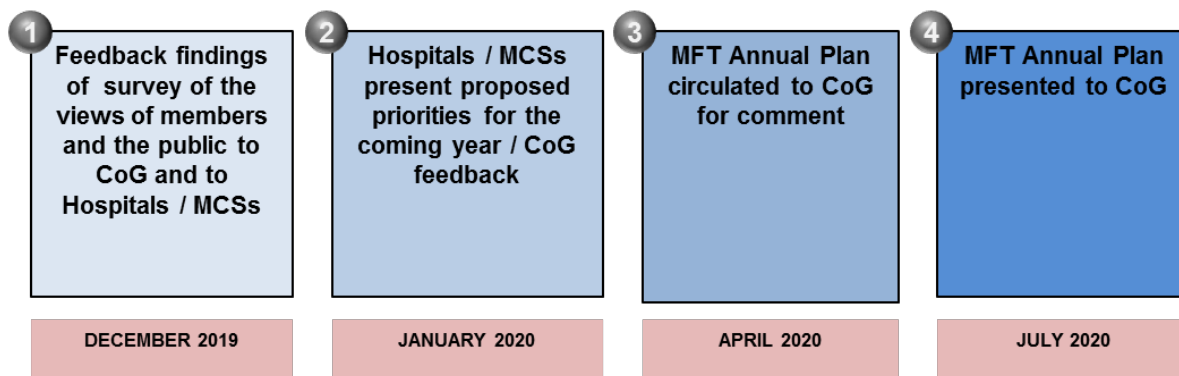 1
Feedback findings
of survey of the
views of members
and the public to
CoG and to
Hospitals / MCSs
DECEMBER 2019
2
Hospitals / MCSs
present proposed
priorities for the
coming year / CoG
feedback
JANUARY 2020
3
MFT Annual Plan
circulated to CoG
for comment
APRIL 2020
4
MFT Annual Plan
presented to CoG
JULY 2020